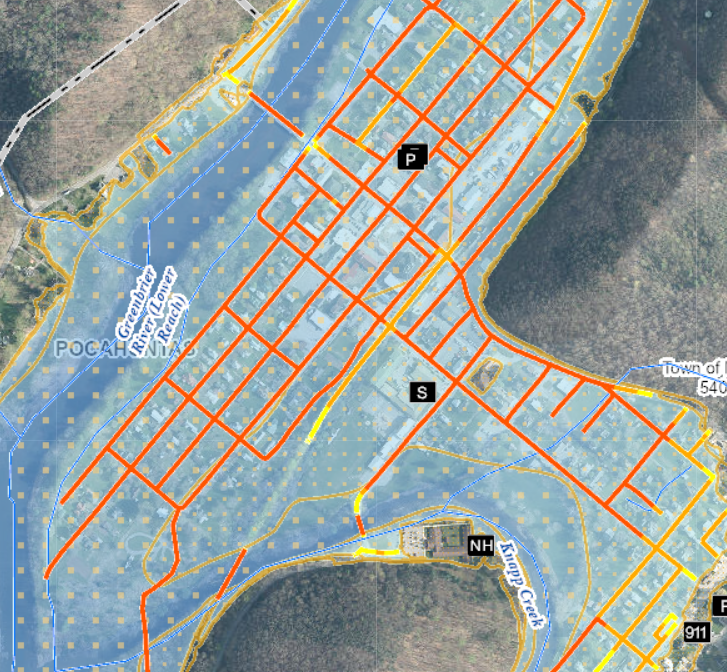 P
Greenbrier
River (Lower
Reach)
POCAHONTAS
Town of
540
S
NH
Knapp Creek
911